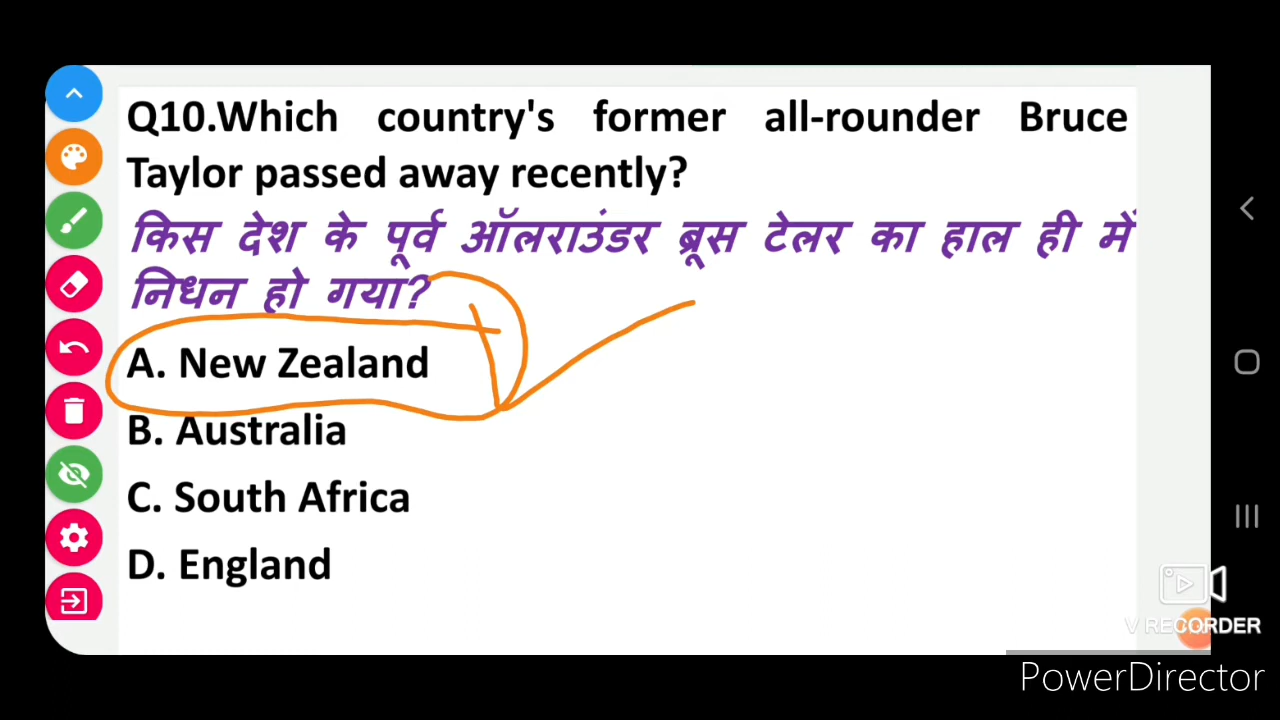 Q10.Which country's former all-rounder Bruce
Taylor passed away recently?
किस देश के पूर्व ऑलराउंडर ब्रूस टेलर का हाल ही में
निधन हो गया?
A. New Zealand
B. Australia
C. South Africa
D. England
V RECORDER
PowerDirector